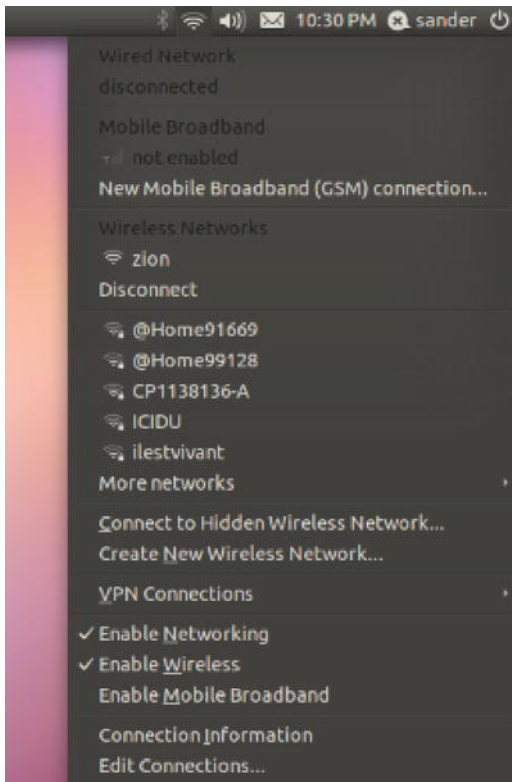 10:30 PM sander
Wired Network
disconnected
Mobile Broadband
not enabled
New Mobile Broadband (GSM) connection...
Wireless Networks
zion
Disconnect
@Home91669
@Home99128
CP1138136-A
ICIDU
ilestvivant
More networks
Connect to Hidden Wireless Network...
Create New Wireless Network...
VPN Connections
Enable Networking
Enable Wireless
Enable Mobile Broadband
Connection Information
Edit Connections...